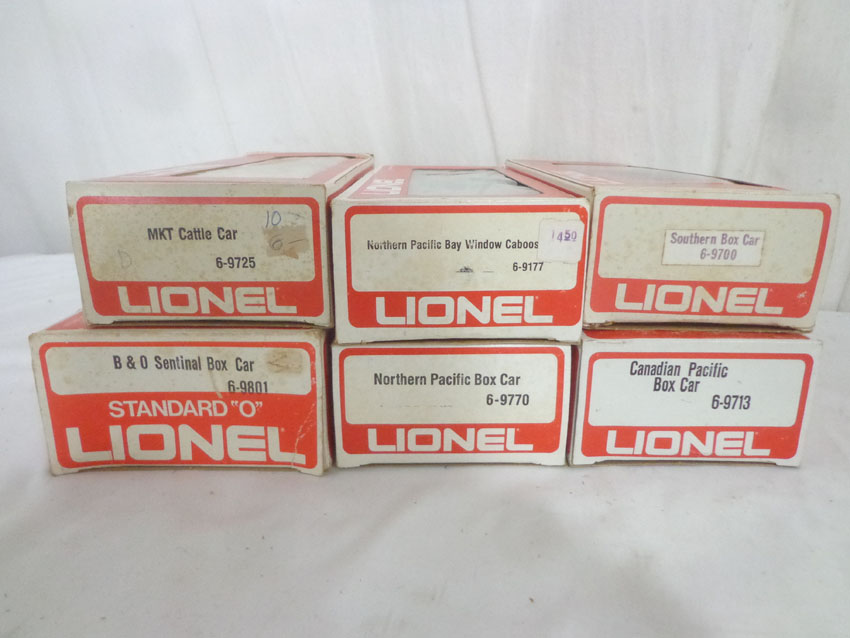 MKT Cattle Car
10
6-9725
D
LIONEL
Northern Pacific Bay Window Caboos
6-9177
LIONEL
Southern Box Car
6-9700
LIONEL
B & O Sentinal Box Car
6-9801
STANDARD "O"
LIONEL
Northern Pacific Box Car
6-9770
LIONEL
Canadian Pacific
Box Car
6-9713
LIONEL